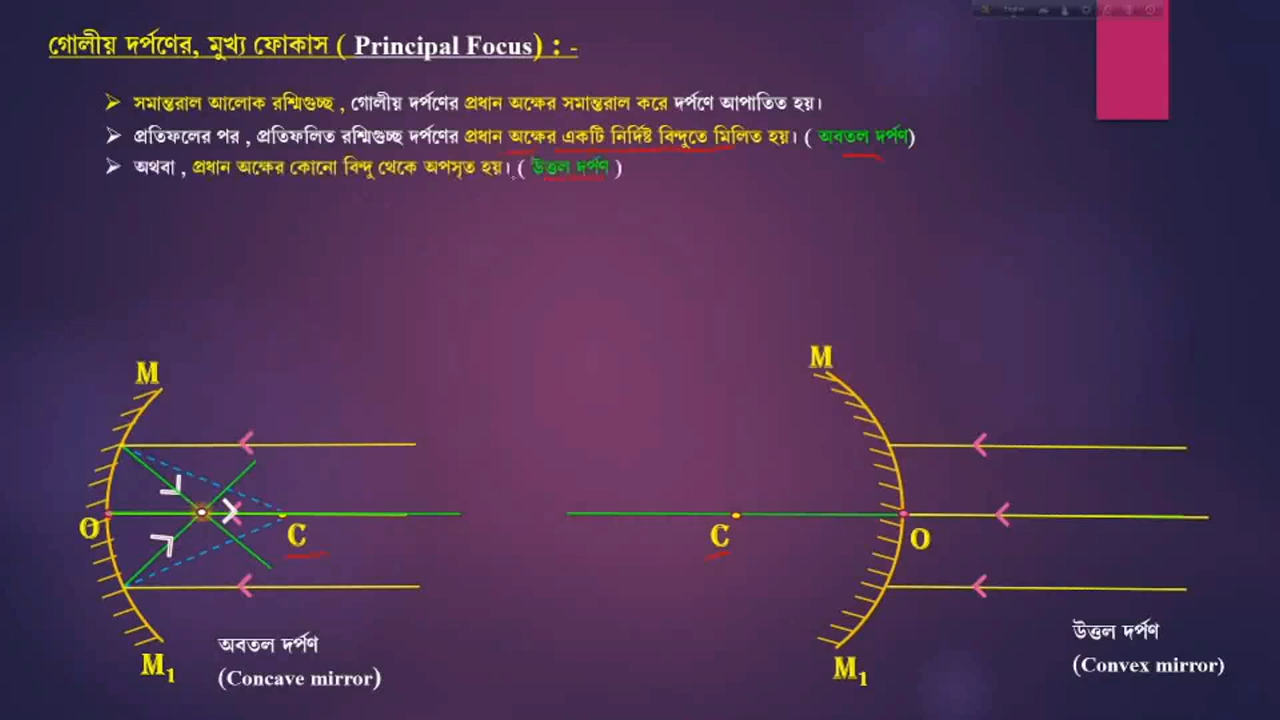 গোলীয় দর্পণের, মুখ্য ফোকাস ( Principal Focus) : -
➢ সমান্তরাল আলোক রশ্মিগুচ্ছ , গোলীয় দর্পণের প্রধান অক্ষের সমান্তরাল করে দর্পণে আপাতিত হয়।
➢ প্রতিফলের পর , প্রতিফলিত রশ্মিগুচ্ছ দর্পণের প্রধান অক্ষের একটি নির্দিষ্ট বিন্দুতে মিলিত হয়। ( অবতল দর্পণ)
➢ অথবা , প্রধান অক্ষের কোনো বিন্দু থেকে অপসৃত হয়। ( উত্তল দর্পণ )
M
M
O
C
C
O
অবতল দর্পণ
(Concave mirror)
M1
উত্তল দর্পণ
(Convex mirror)
M1